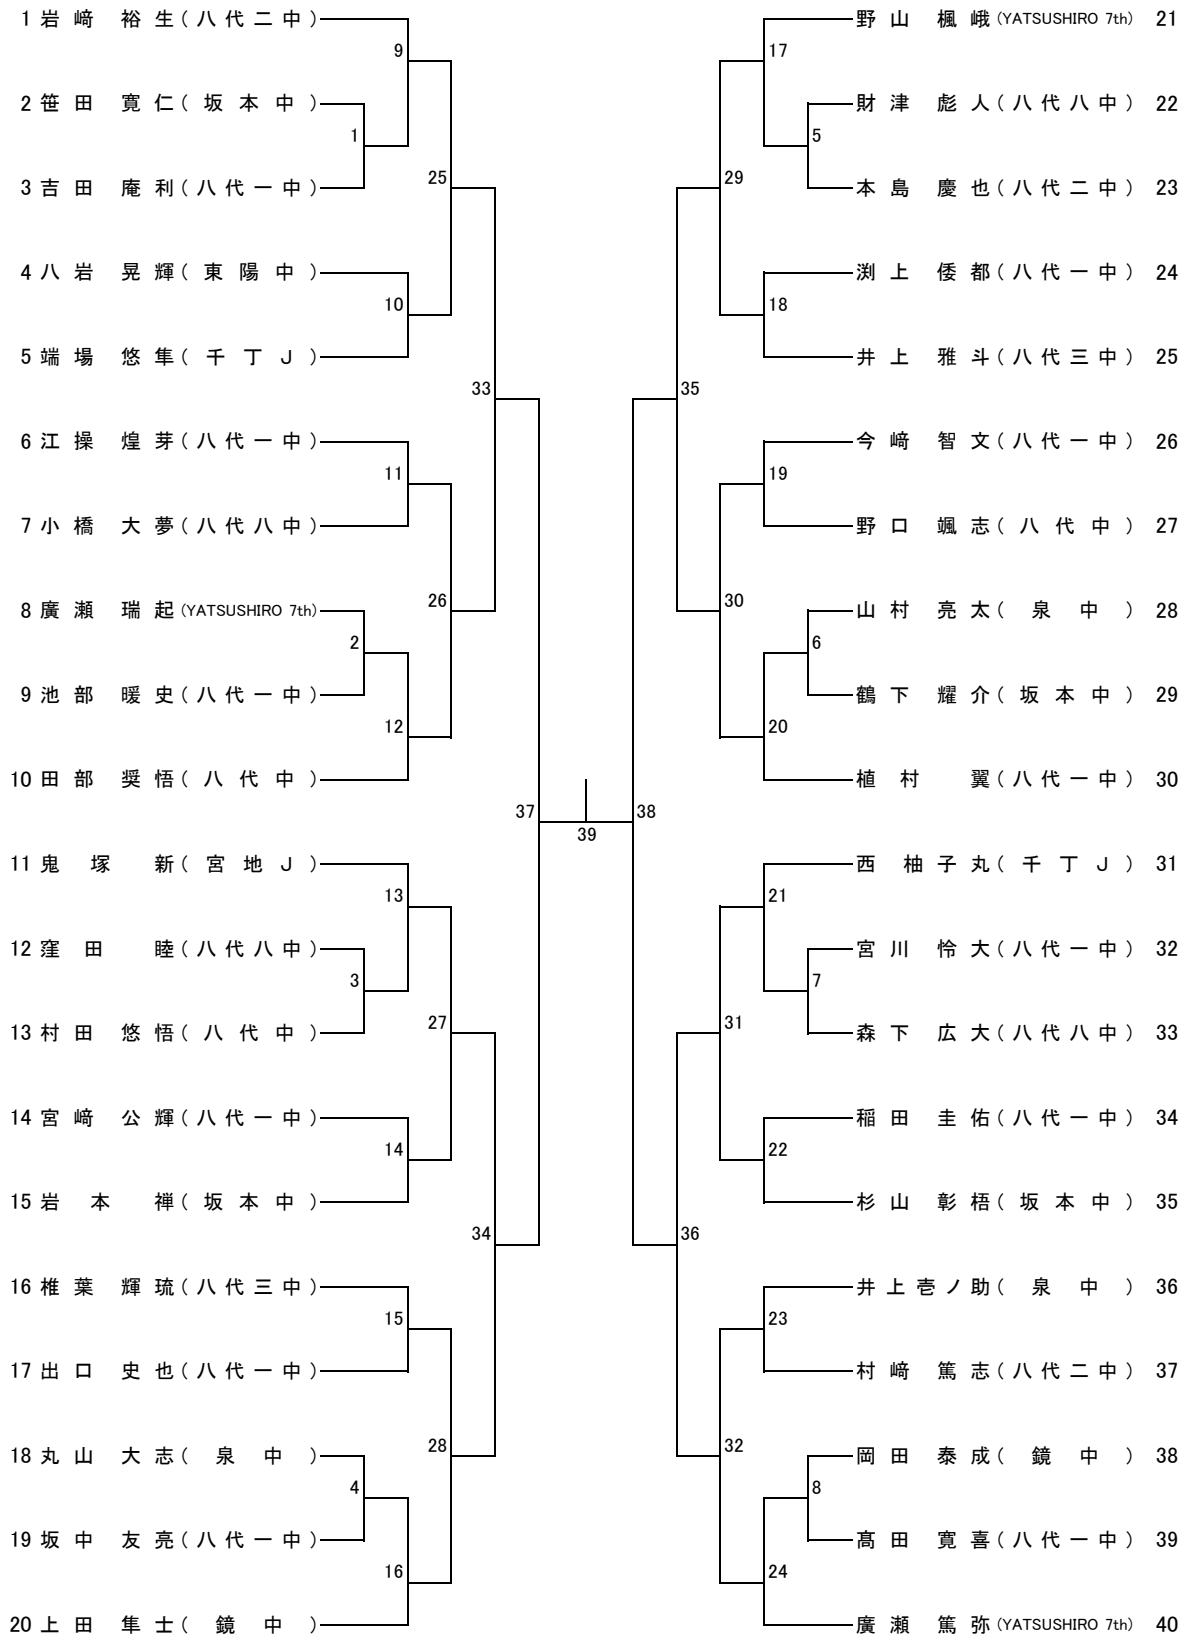 1 岩﨑 裕生(八代二中)
9
2 笹田 寛仁(坂本中)
1
3 吉田 庵利(八代一中)
25
4 八岩 晃輝(東陽中)
10
5 端場 悠隼(千丁J)
33
6 江操 煌芽(八代一中)
11
7 小橋 大夢(八代八中)
26
8 廣瀬 瑞起(YATSUSHIRO 7th)
2
9 池部 暖史(八代一中)
12
10 田部 奨悟(八代中)
37
11 鬼塚 新(宮地J)
13
12 窪田 睦(八代八中)
3
13 村田 悠悟(八代中)
27
14 宮﨑 公輝(八代一中)
14
15 岩本 禅(坂本中)
34
16 椎葉 輝琉(八代三中)
15
17 出口 史也(八代一中)
28
18 丸山 大志(泉中)
4
19 坂中 友亮(八代一中)
16
20 上田 隼士(鏡中)
39
野山 楓峨(YATSUSHIRO 7th) 21
17
財津 彪人(八代八中) 22
5
本島 慶也(八代二中) 23
29
渕上 倭都(八代一中) 24
18
井上 雅斗(八代三中) 25
35
今﨑 智文(八代一中) 26
19
野口 颯志(八代中) 27
30
山村 亮太(泉中) 28
6
鶴下 耀介(坂本中) 29
20
植村 翼(八代一中) 30
38
西 柚子丸(千丁J) 31
21
宮川 怜大(八代一中) 32
7
森下 広大(八代八中) 33
31
稲田 圭佑(八代一中) 34
22
杉山 彰梧(坂本中) 35
36
井上壱ノ助(泉中) 36
23
村﨑 篤志(八代二中) 37
32
岡田 泰成(鏡中) 38
8
髙田 寛喜(八代一中) 39
24
廣瀬 篤弥(YATSUSHIRO 7th) 40